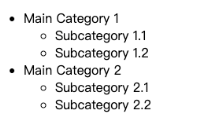 • Main Category 1
◦ Subcategory 1.1
◦ Subcategory 1.2
• Main Category 2
◦ Subcategory 2.1
◦ Subcategory 2.2